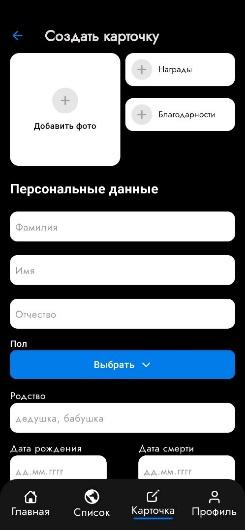 Создать карточку
Добавить фото
Награды
Благодарности
Персональные данные
Фамилия
Имя
Отчество
Пол
Выбрать
Родство
дедушка, бабушка
Дата рождения
Дата смерти
дд.мм.гггг
дд.мм.гггг
Главная
Список
Карточка
Профиль